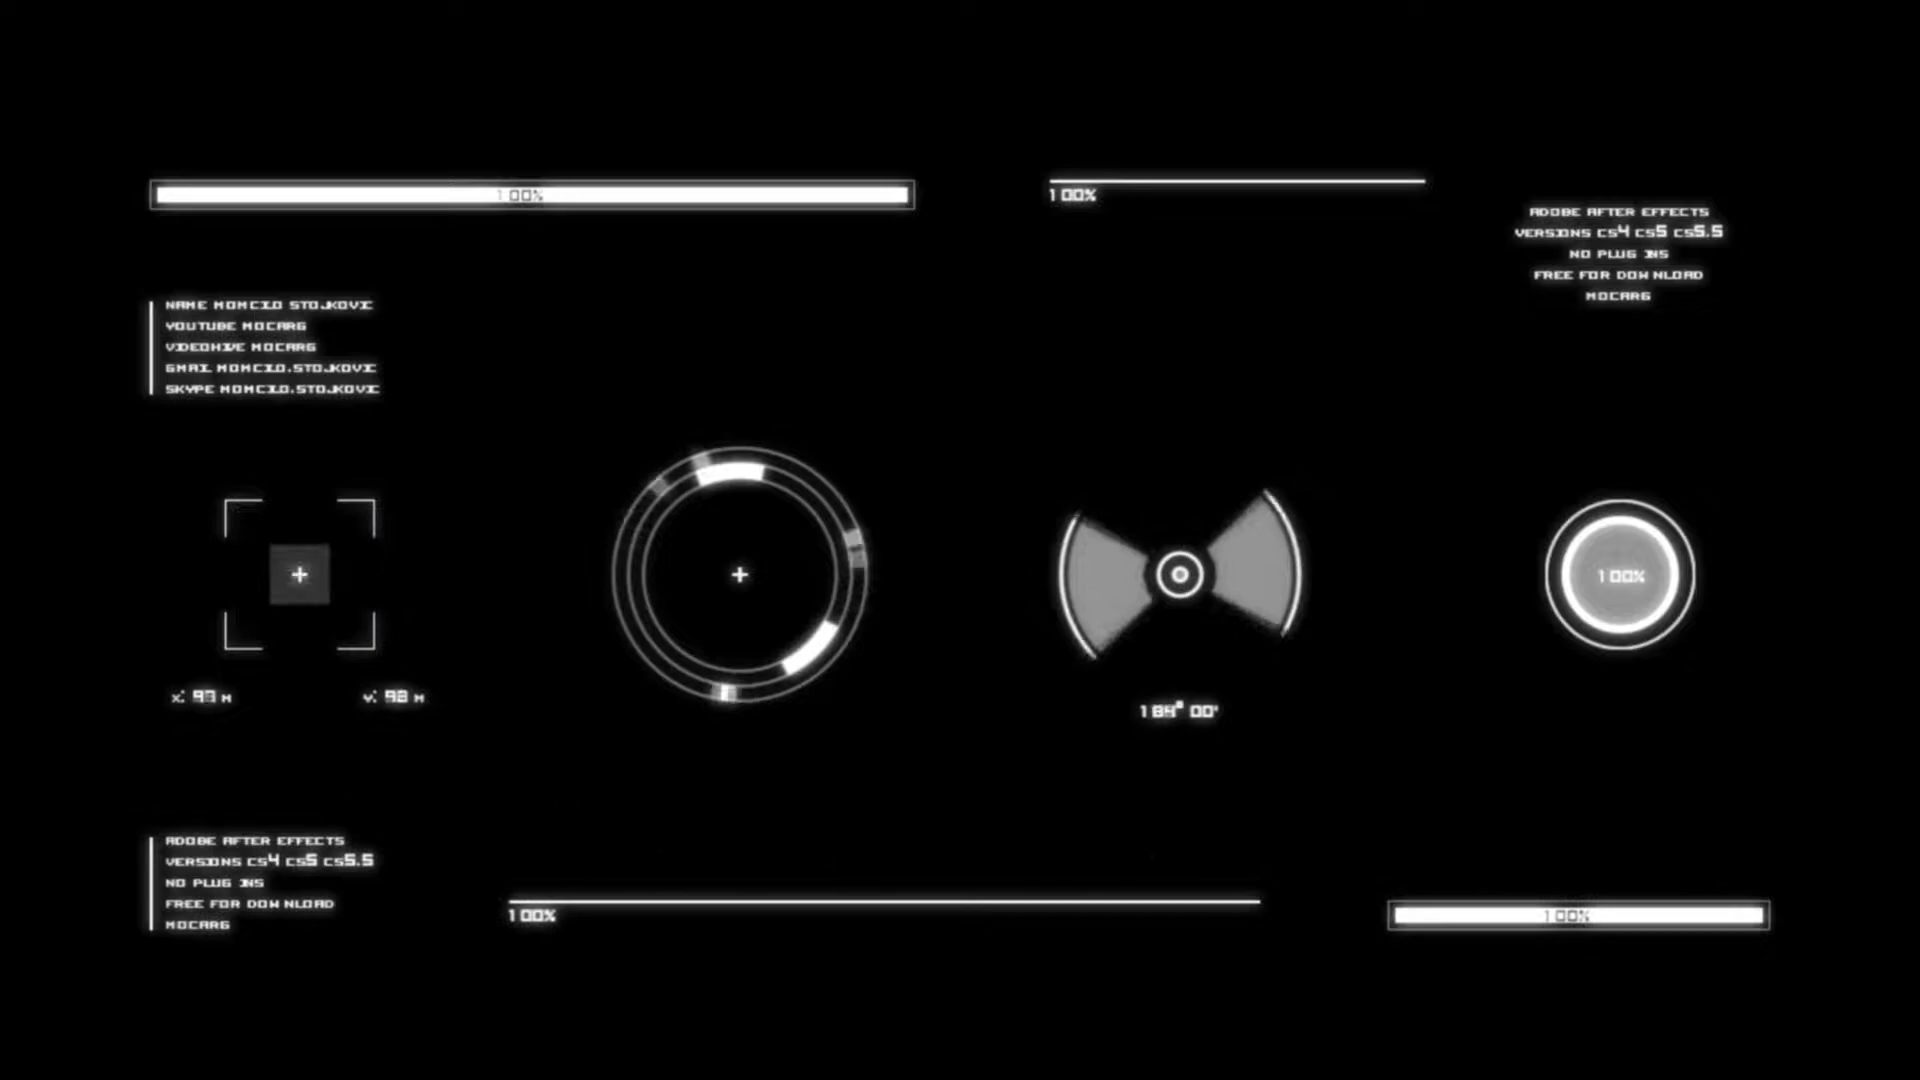 100%
100%
ADOBE AFTER EFFECTS
VERSIONS CS4 CS5 CS5.5
NO PLUG INS
FREE FOR DOWNLOAD
MOCARG
NAME MOMCILO STOJKOVIC
YOUTUBE MOCARG
VIDEOHIVE MOCARG
GMAIL MOMCILO.STOJKOVIC
SKYPE MOMCILO.STOJKOVIC
100%
X: 97 M
Y: 98 M
184° 00'
ADOBE AFTER EFFECTS
VERSIONS CS4 CS5 CS5.5
NO PLUG INS
FREE FOR DOWNLOAD
MOCARG
100%
100%